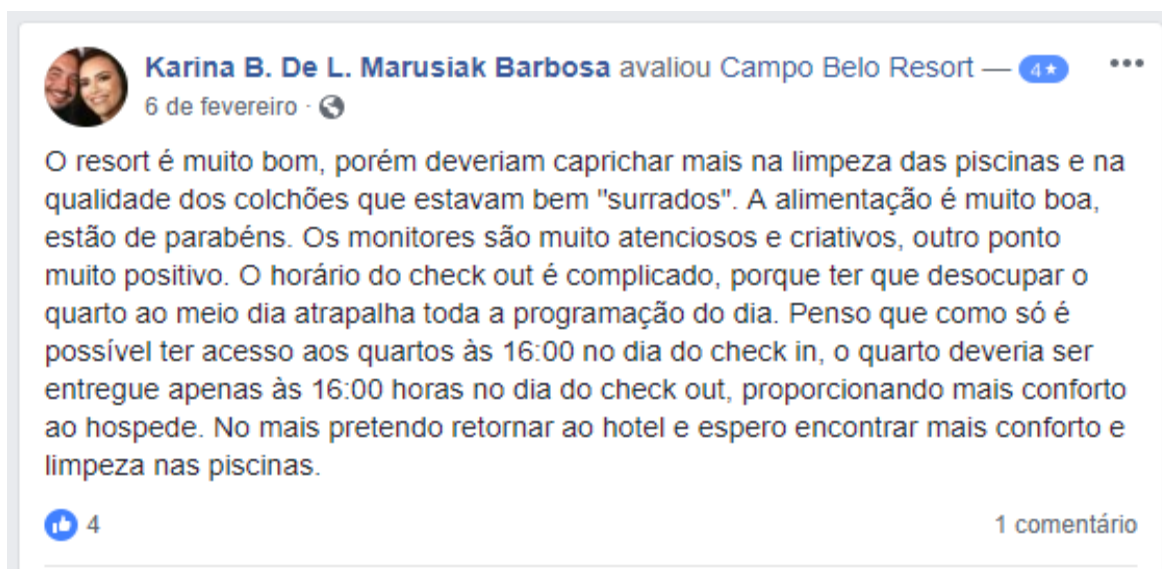 Karina B. De L. Marusiak Barbosa avaliou Campo Belo Resort — 4★
6 de fevereiro ·
O resort é muito bom, porém deveriam caprichar mais na limpeza das piscinas e na
qualidade dos colchões que estavam bem "surrados". A alimentação é muito boa,
estão de parabéns. Os monitores são muito atenciosos e criativos, outro ponto
muito positivo. O horário do check out é complicado, porque ter que desocupar o
quarto ao meio dia atrapalha toda a programação do dia. Penso que como só é
possível ter acesso aos quartos às 16:00 no dia do check in, o quarto deveria ser
entregue apenas às 16:00 horas no dia do check out, proporcionando mais conforto
ao hospede. No mais pretendo retornar ao hotel e espero encontrar mais conforto e
limpeza nas piscinas.
4 1 comentário